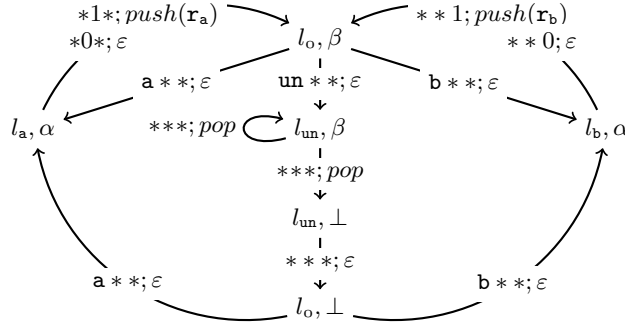 *1*; push(r_a)
**1; push(r_b)
*0*; ε
l_o, β
**0; ε
a**; ε
un**; ε
b**; ε
l_a, α
***; pop
l_un, β
l_b, α
***; pop
l_un, ⊥
***; ε
a**; ε
b**; ε
l_o, ⊥